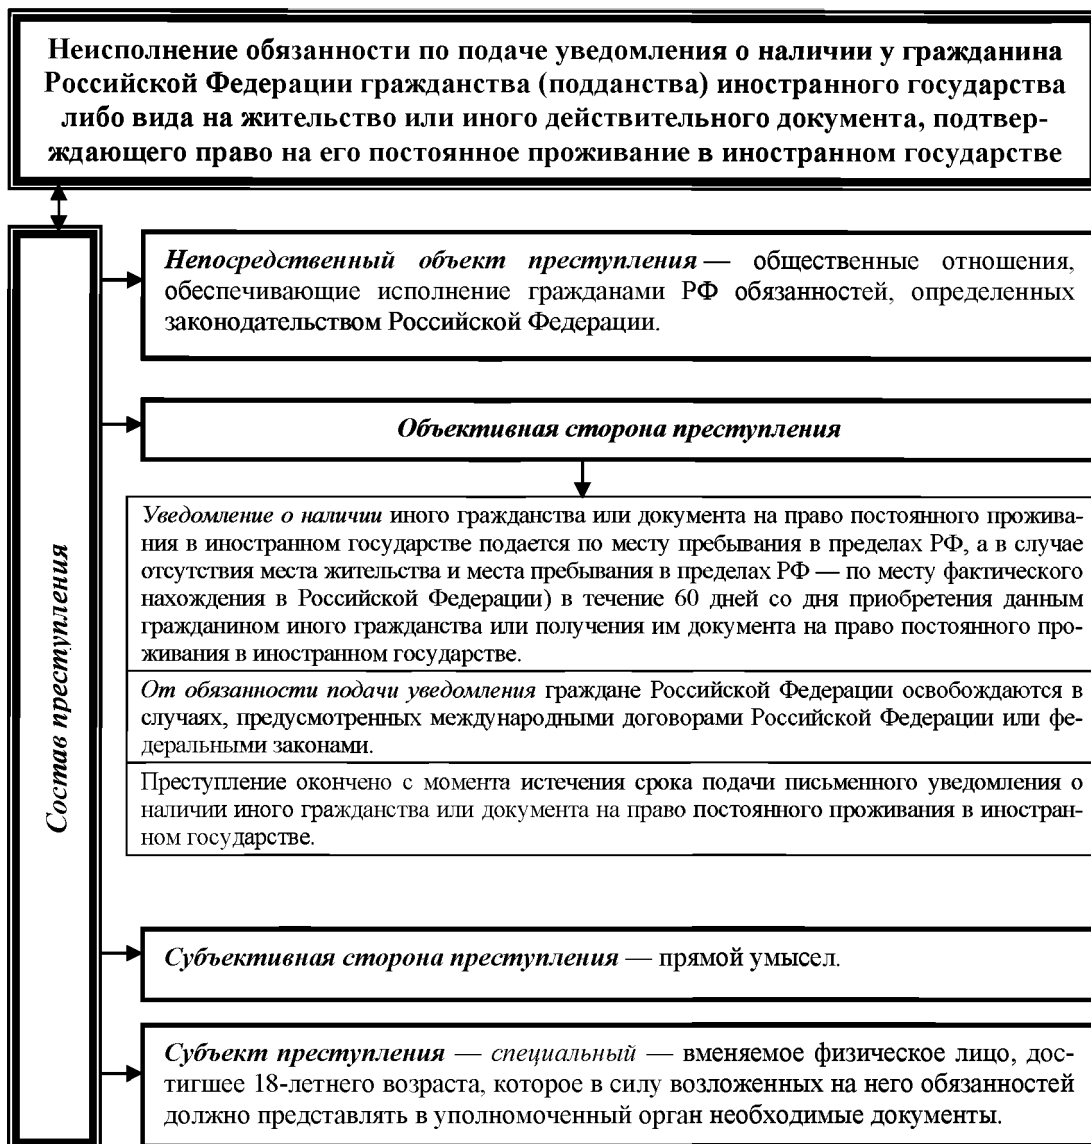 Неисполнение обязанности по подаче уведомления о наличии у гражданина
Российской Федерации гражданства (подданства) иностранного государства
либо вида на жительство или иного действительного документа, подтвер-
ждающего право на его постоянное проживание в иностранном государстве
Состав преступления
Непосредственный объект преступления — общественные отношения,
обеспечивающие исполнение гражданами РФ обязанностей, определенных
законодательством Российской Федерации.
Объективная сторона преступления
Уведомление о наличии иного гражданства или документа на право постоянного прожива-
ния в иностранном государстве подается по месту пребывания в пределах РФ, а в случае
отсутствия места жительства и места пребывания в пределах РФ — по месту фактического
нахождения в Российской Федерации) в течение 60 дней со дня приобретения данным
гражданином иного гражданства или получения им документа на право постоянного про-
живания в иностранном государстве.
От обязанности подачи уведомления граждане Российской Федерации освобождаются в
случаях, предусмотренных международными договорами Российской Федерации или фе-
деральными законами.
Преступление окончено с момента истечения срока подачи письменного уведомления о
наличии иного гражданства или документа на право постоянного проживания в иностран-
ном государстве.
Субъективная сторона преступления — прямой умысел.
Субъект преступления — специальный — вменяемое физическое лицо, дос-
тигшее 18-летнего возраста, которое в силу возложенных на него обязанностей
должно представлять в уполномоченный орган необходимые документы.